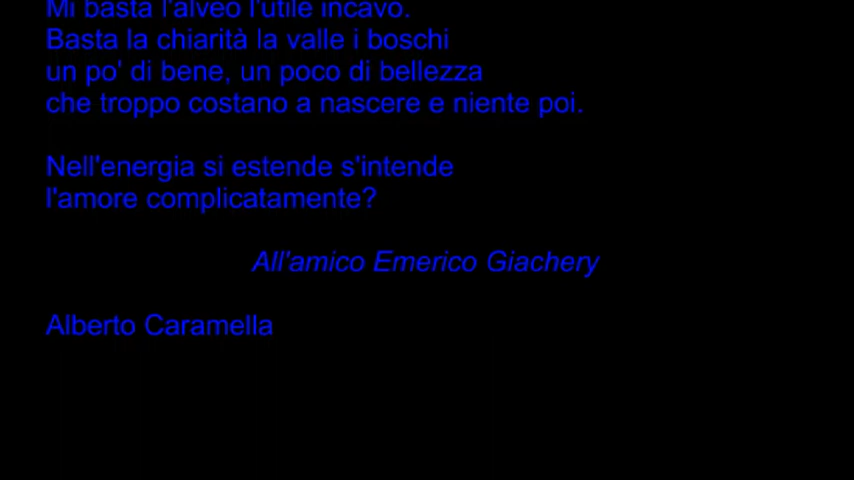 Mi basta l'alveo l'utile incavo.
Basta la chiarità la valle i boschi
un po' di bene, un poco di bellezza
che troppo costano a nascere e niente poi.
Nell'energia si estende s'intende
l'amore complicatamente?
All'amico Emerico Giachery
Alberto Caramella